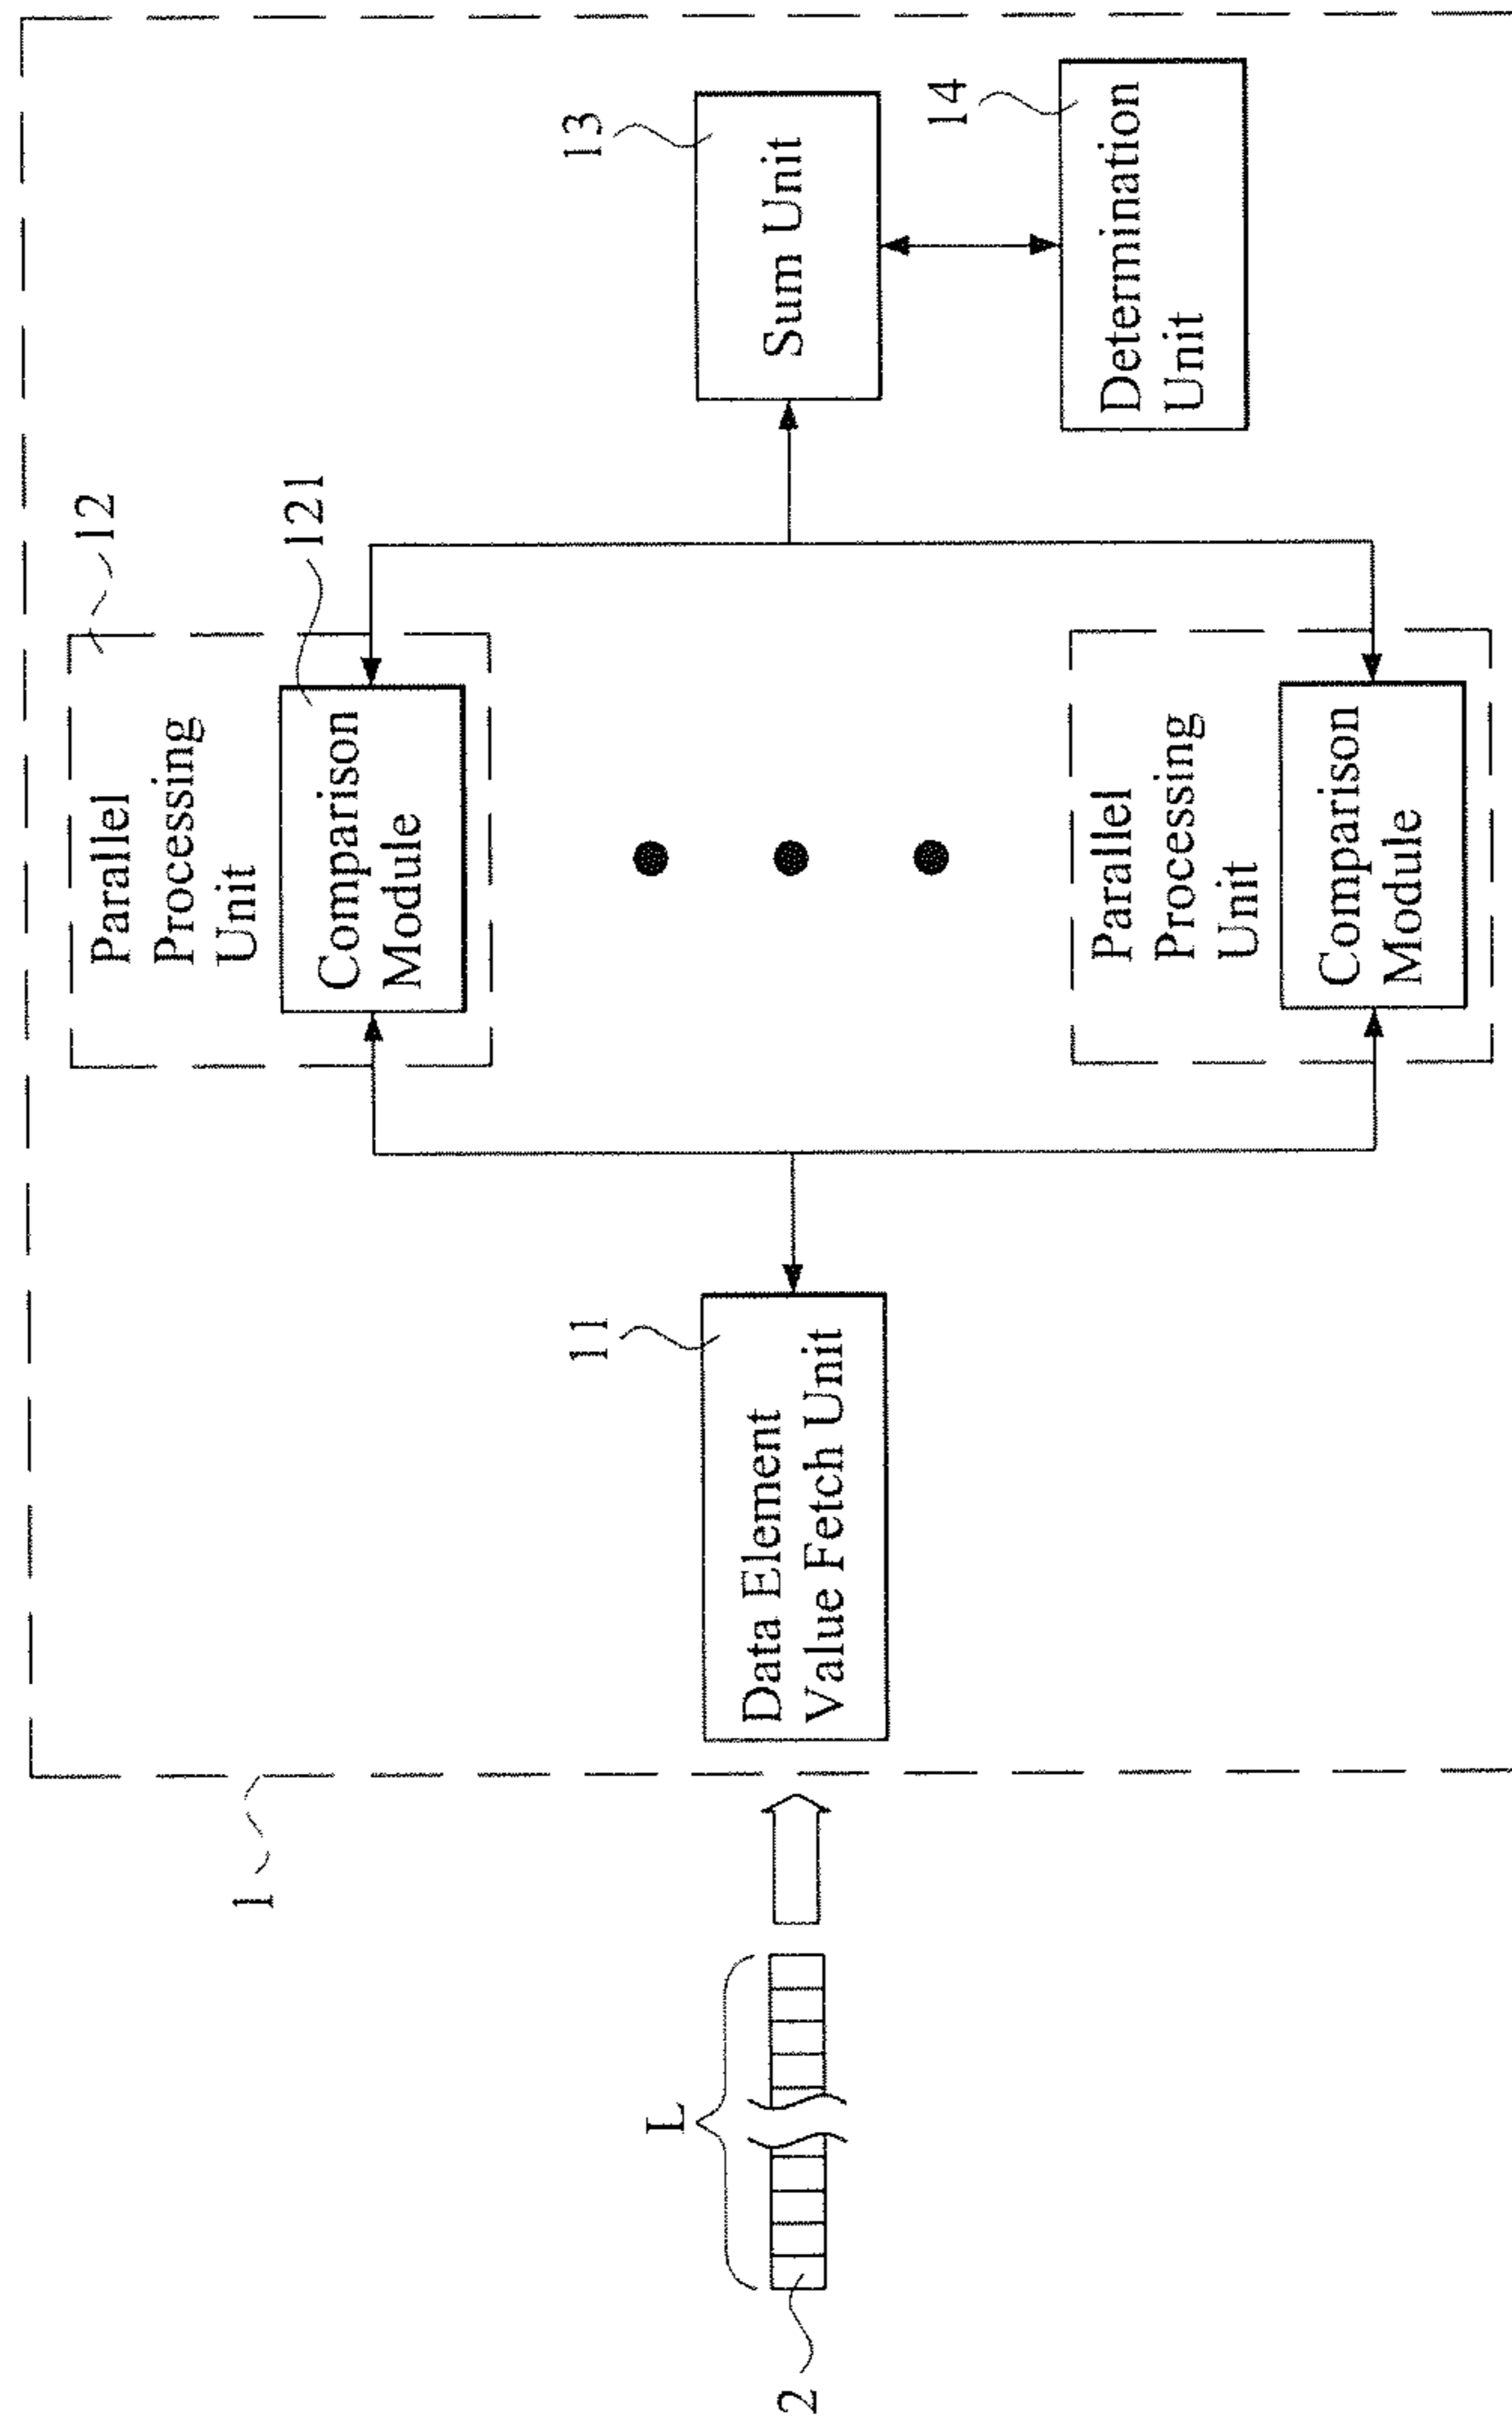 1
L
2
11
Data Element
Value Fetch Unit
12
Parallel
Processing
Unit
121
Comparison
Module
Parallel
Processing
Unit
Comparison
Module
13
Sum Unit
14
Determination
Unit